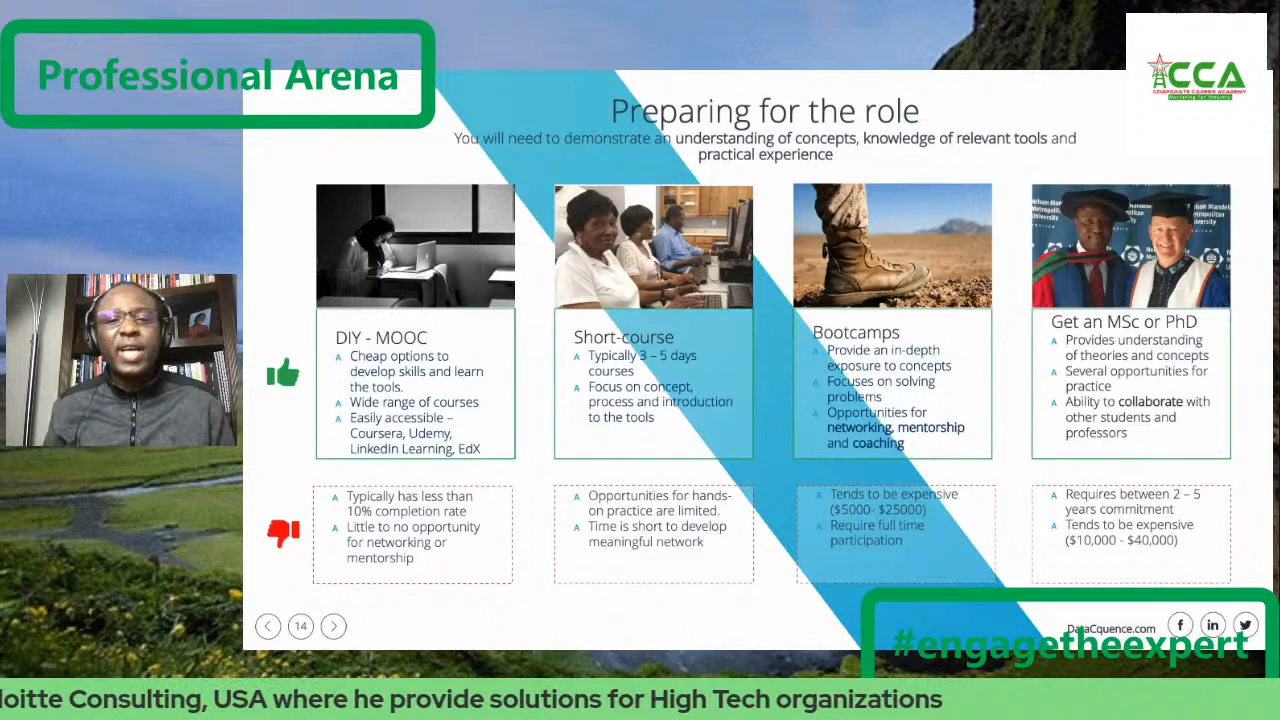 Professional Arena
CCA
CORPORATE CAREER ACADEMY
Nurturing for Industry
Preparing for the role
You will need to demonstrate an understanding of concepts, knowledge of relevant tools and
practical experience
DIY - MOOC
Cheap options to
develop skills and learn
the tools.
Wide range of courses
Easily accessible –
Coursera, Udemy,
LinkedIn Learning, EdX
Short-course
Typically 3 – 5 days
courses
Focus on concept,
process and introduction
to the tools
Bootcamps
Provide an in-depth
exposure to concepts
Focuses on solving
problems
Opportunities for
networking, mentorship
and coaching
Nelson Mandela
Metropolitan
University
Get an MSc or PhD
Provides understanding
of theories and concepts
Several opportunities for
practice
Ability to collaborate with
other students and
professors
Typically has less than
10% completion rate
Little to no opportunity
for networking or
mentorship
Opportunities for hands-
on practice are limited.
Time is short to develop
meaningful network
Tends to be expensive
($5000- $25000)
Require full time
participation
Requires between 2 – 5
years commitment
Tends to be expensive
($10,000 - $40,000)
14
DataCquence.com
#engagetheexpert
loitte Consulting, USA where he provide solutions for High Tech organizations